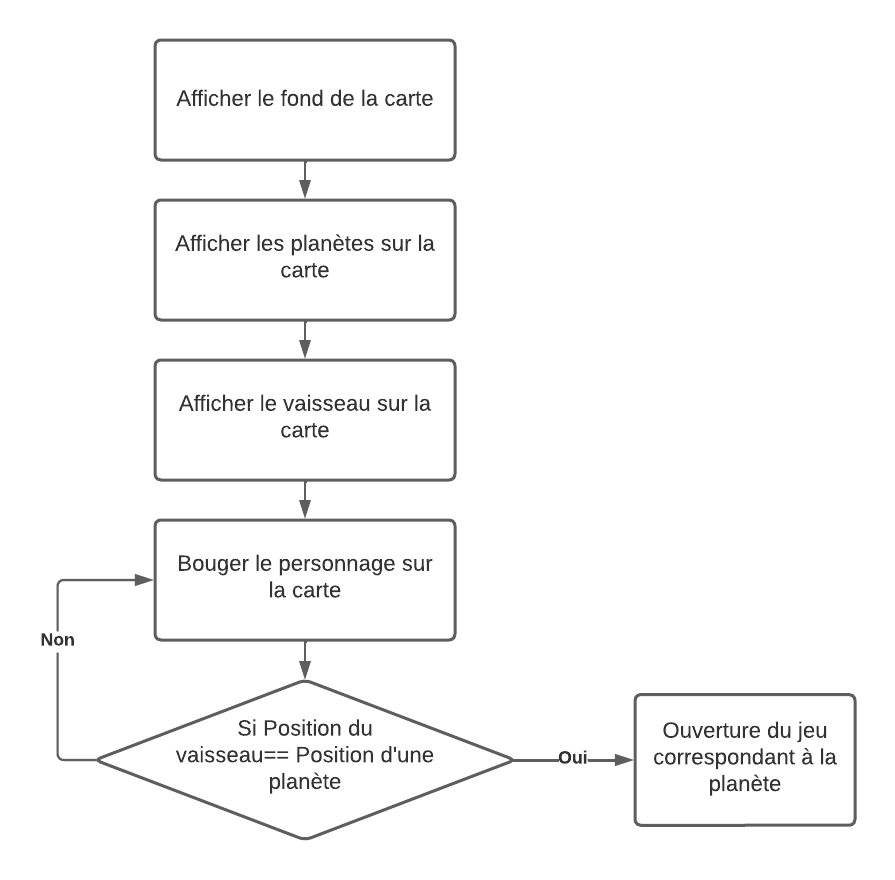 Afficher le fond de la carte
Afficher les planètes sur la
carte
Afficher le vaisseau sur la
carte
Bouger le personnage sur
la carte
Non
Si Position du
vaisseau== Position d'une
planète
Oui
Ouverture du jeu
correspondant à la
planète